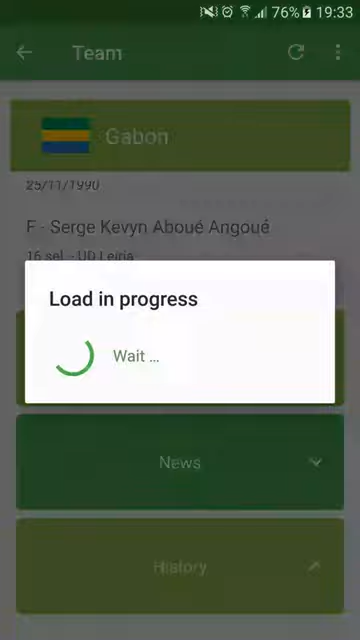 76% 19:33
Team
Gabon
25/11/1990
F - Serge Kevyn Aboué Angoué
16 sel. - UD Leiria
Load in progress
Wait ...
News
History